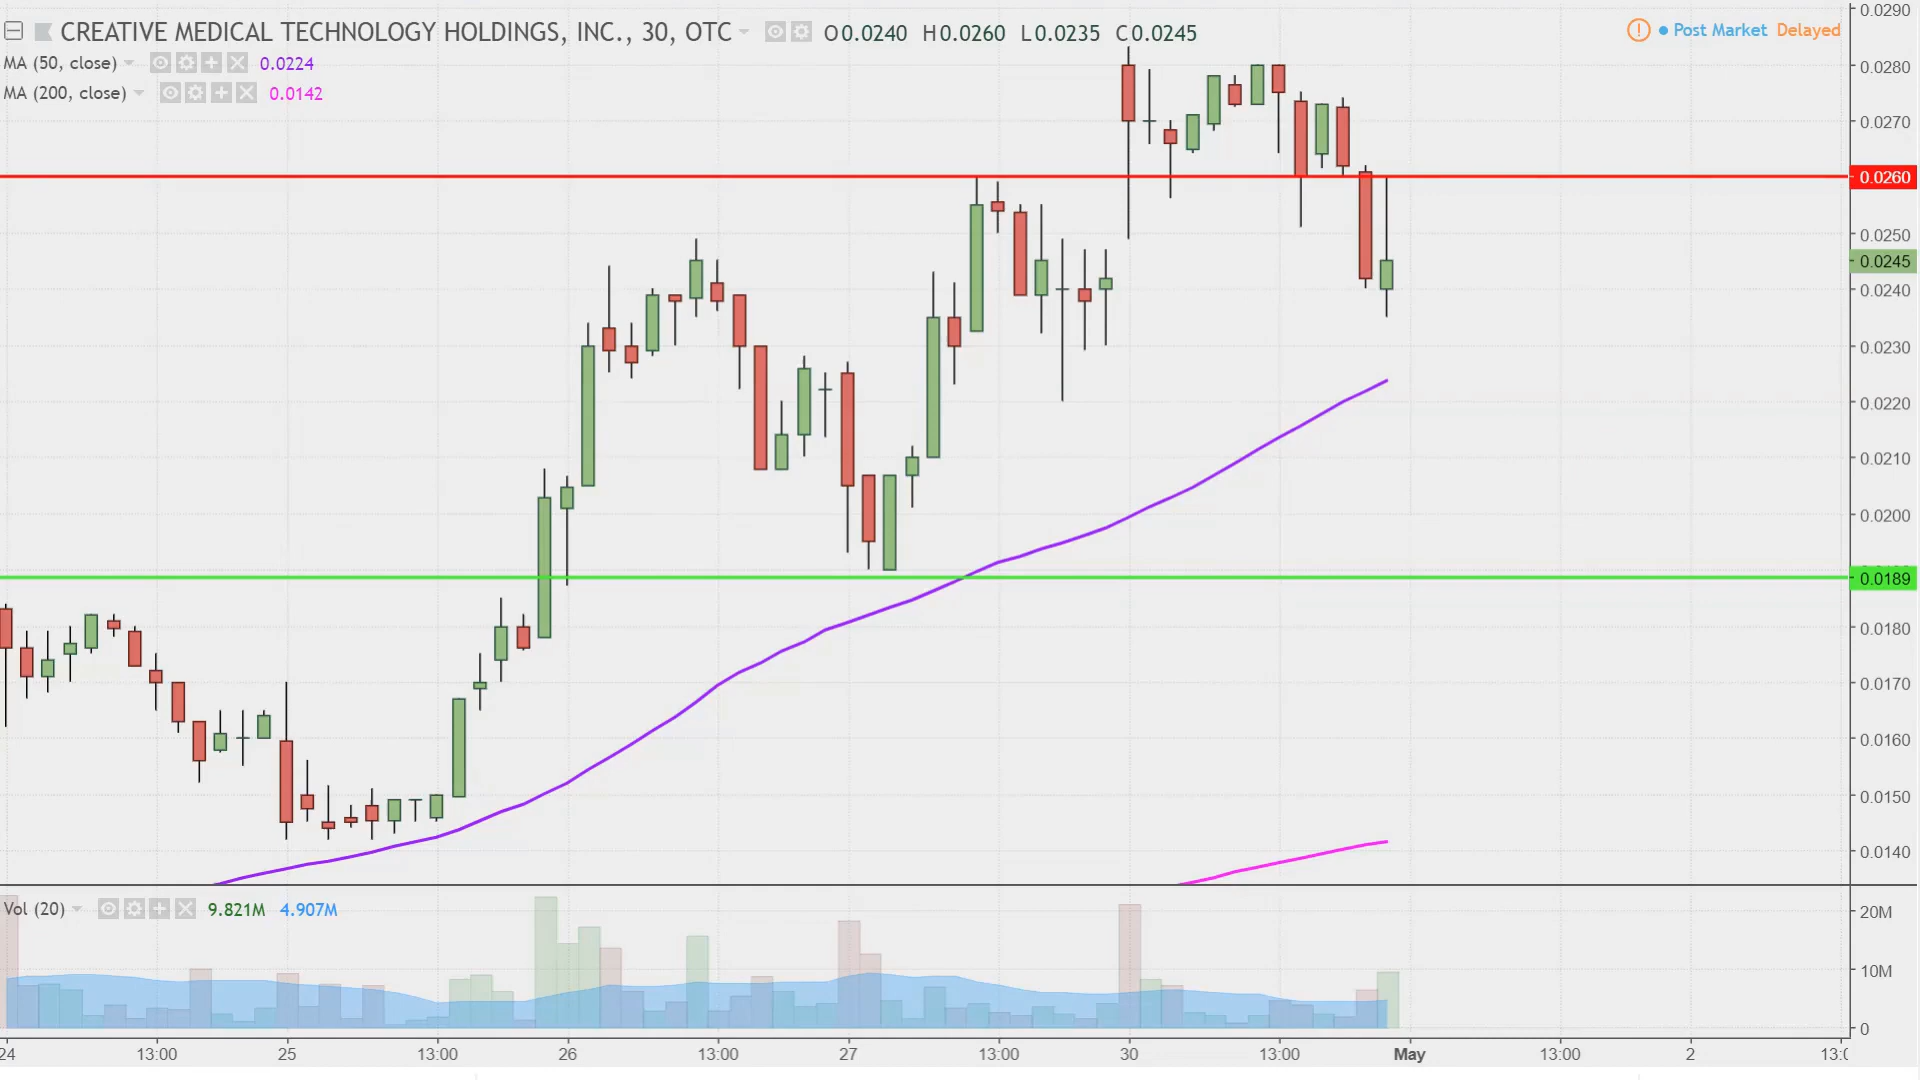 CREATIVE MEDICAL TECHNOLOGY HOLDINGS, INC., 30, OTC O0.0240 H0.0260 L0.0235 C0.0245
! Post Market Delayed
MA (50, close) 0.0224
MA (200, close) 0.0142
0.0290
0.0280
0.0270
0.0260
0.0250
0.0245
0.0240
0.0230
0.0220
0.0210
0.0200
0.0189
0.0180
0.0170
0.0160
0.0150
0.0140
Vol (20) 9.821M 4.907M
20M
10M
0
24 13:00 25 13:00 26 13:00 27 13:00 30 13:00 May 13:00 2 13:0